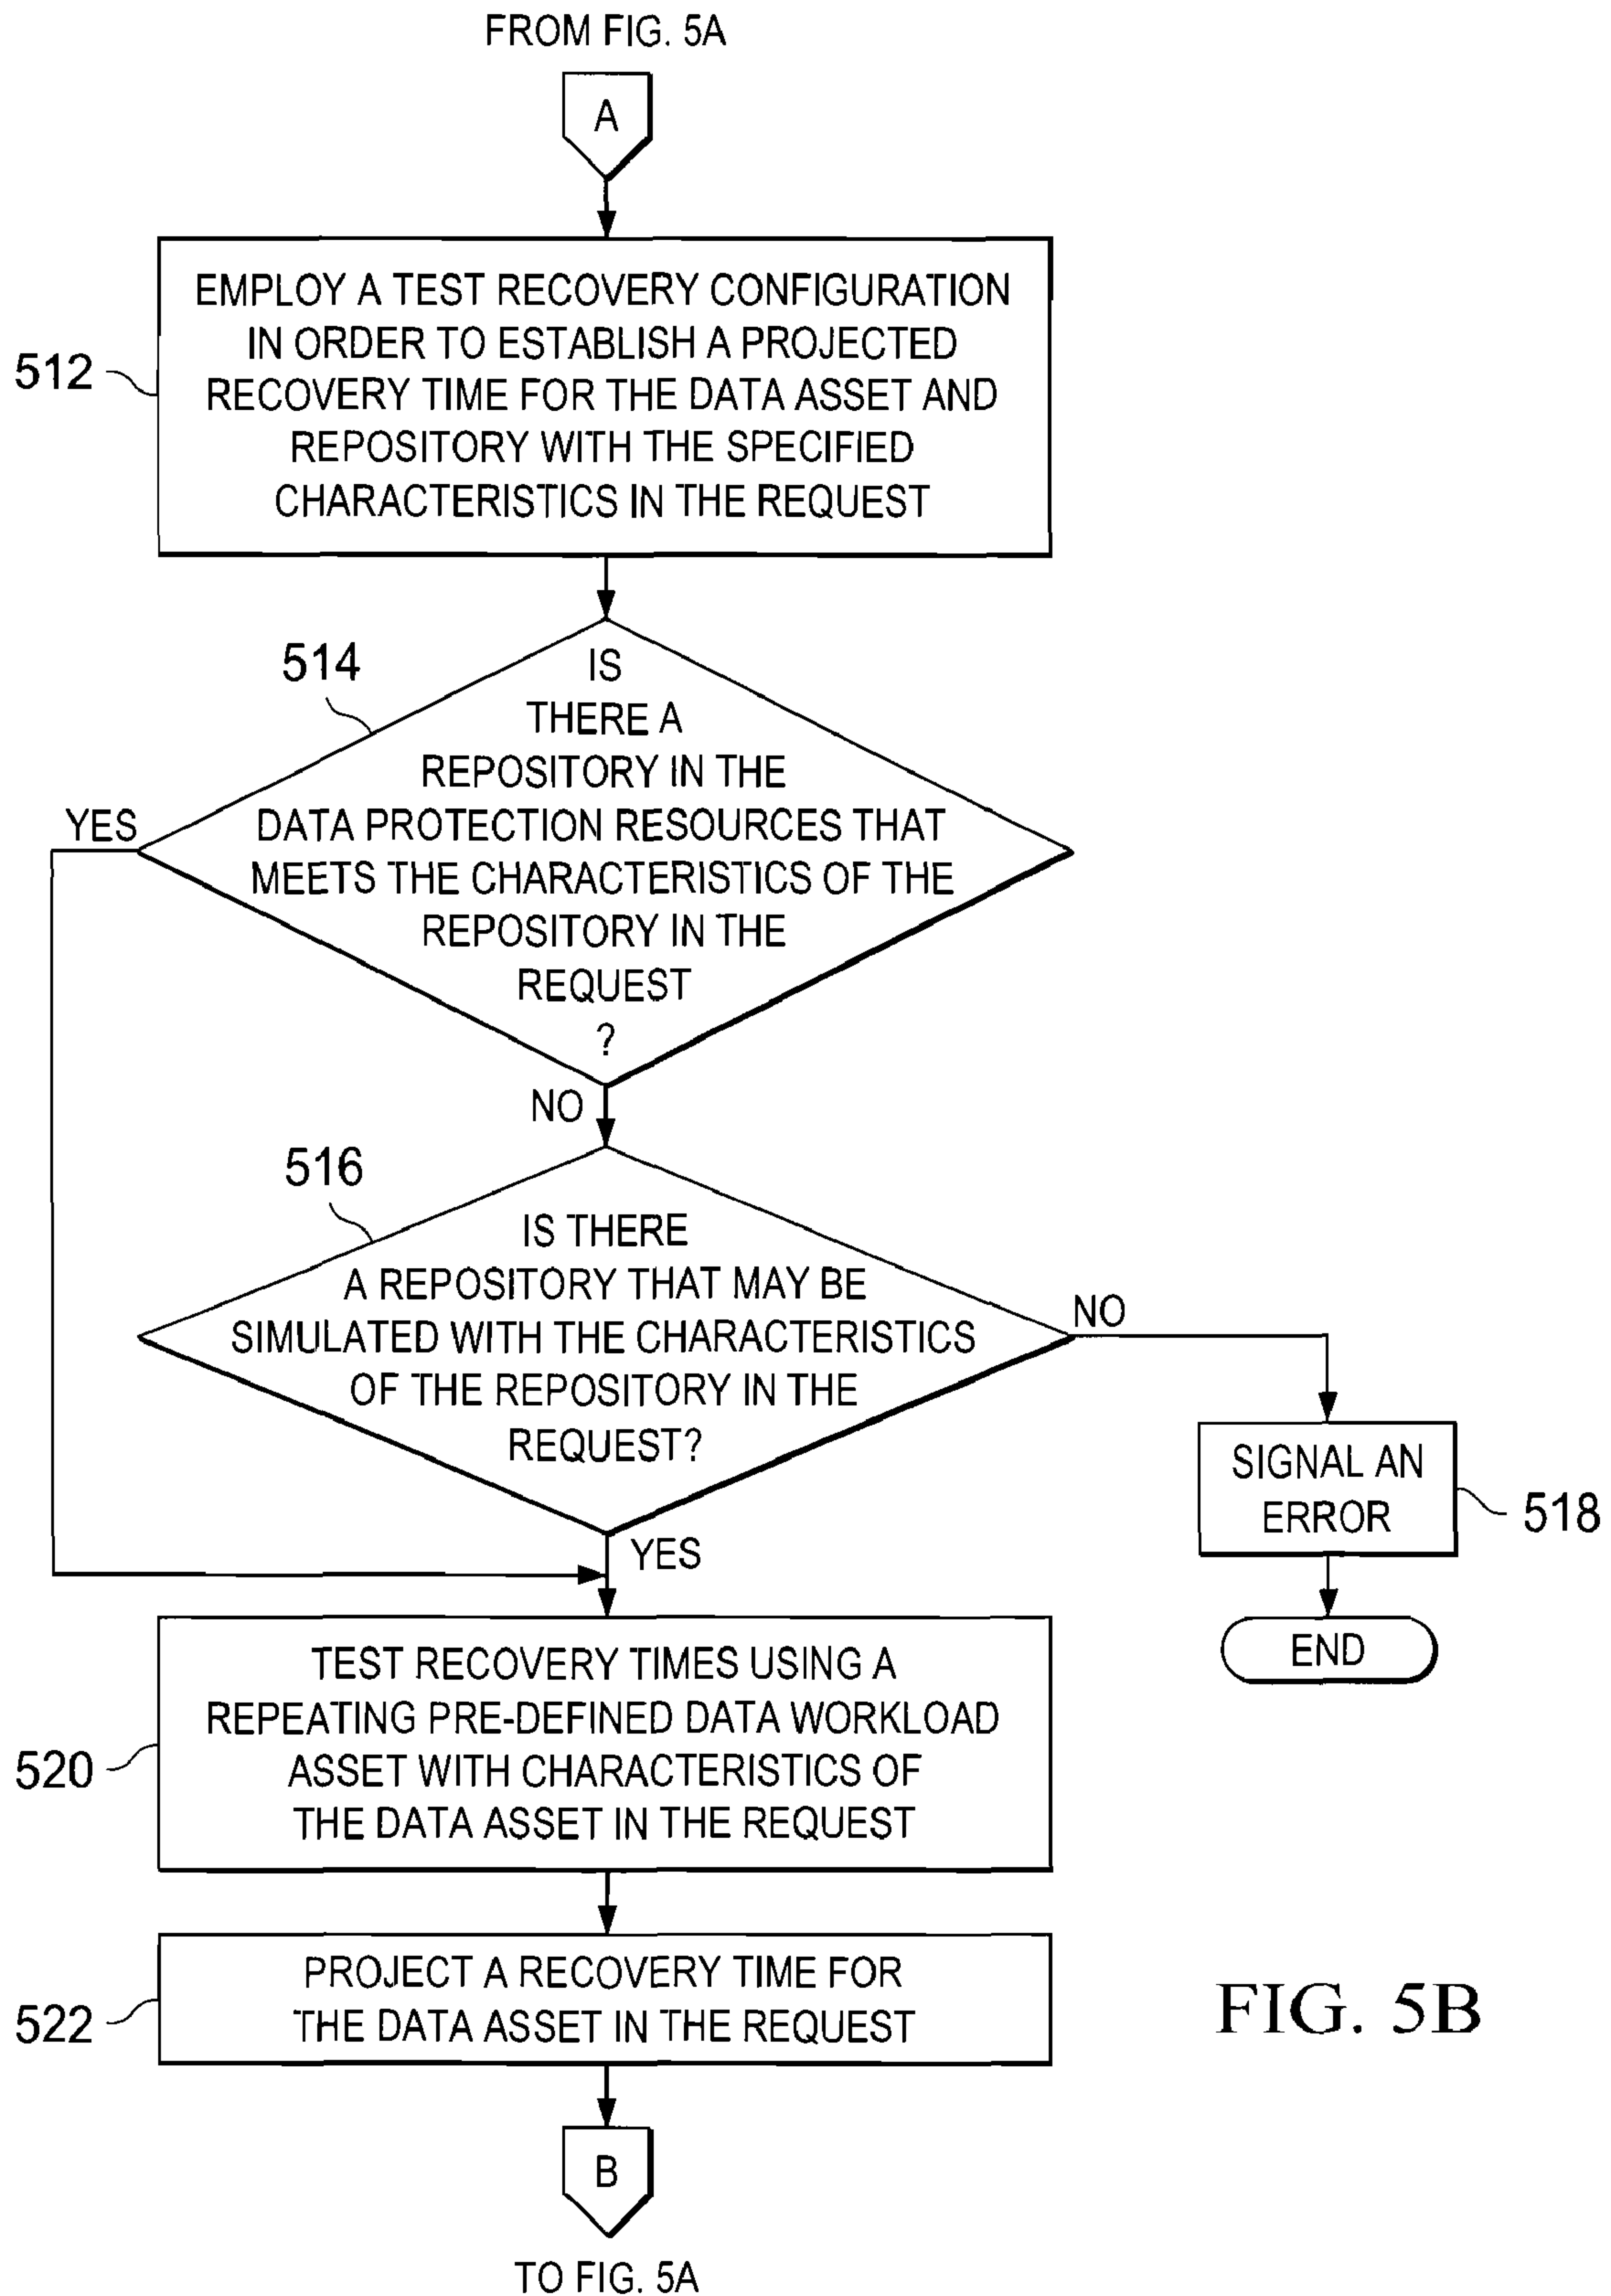 FROM FIG. 5A
A
EMPLOY A TEST RECOVERY CONFIGURATION
IN ORDER TO ESTABLISH A PROJECTED
RECOVERY TIME FOR THE DATA ASSET AND
REPOSITORY WITH THE SPECIFIED
CHARACTERISTICS IN THE REQUEST
512
514
IS
THERE A
REPOSITORY IN THE
DATA PROTECTION RESOURCES THAT
MEETS THE CHARACTERISTICS OF THE
REPOSITORY IN THE
REQUEST
?
YES
NO
516
IS THERE
A REPOSITORY THAT MAY BE
SIMULATED WITH THE CHARACTERISTICS
OF THE REPOSITORY IN THE
REQUEST?
NO
SIGNAL AN
ERROR
518
END
YES
TEST RECOVERY TIMES USING A
REPEATING PRE-DEFINED DATA WORKLOAD
ASSET WITH CHARACTERISTICS OF
THE DATA ASSET IN THE REQUEST
520
PROJECT A RECOVERY TIME FOR
THE DATA ASSET IN THE REQUEST
522
FIG. 5B
B
TO FIG. 5A